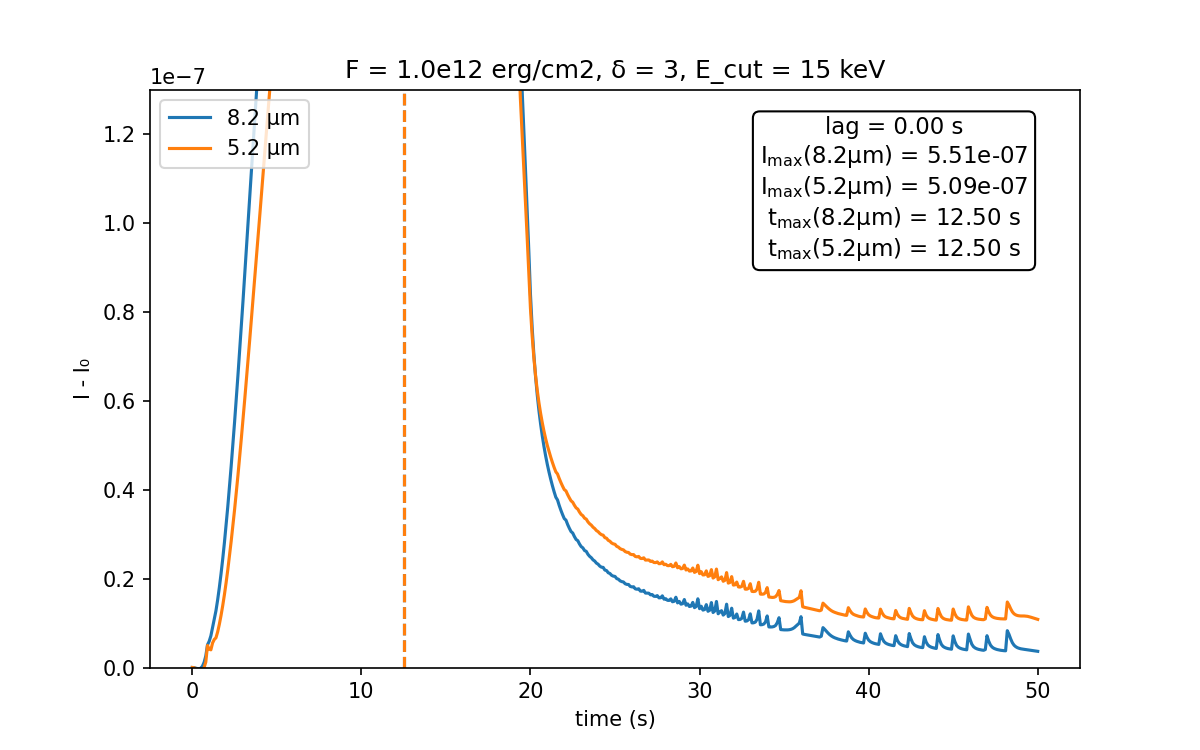 F = 1.0e12 erg/cm2, δ = 3, E_cut = 15 keV
1e−7
8.2 μm
5.2 μm
lag = 0.00 s
Imax(8.2μm) = 5.51e-07
Imax(5.2μm) = 5.09e-07
tmax(8.2μm) = 12.50 s
tmax(5.2μm) = 12.50 s
1.2
1.0
0.8
0.6
0.4
0.2
0.0
I - I₀
0
10
20
30
40
50
time (s)